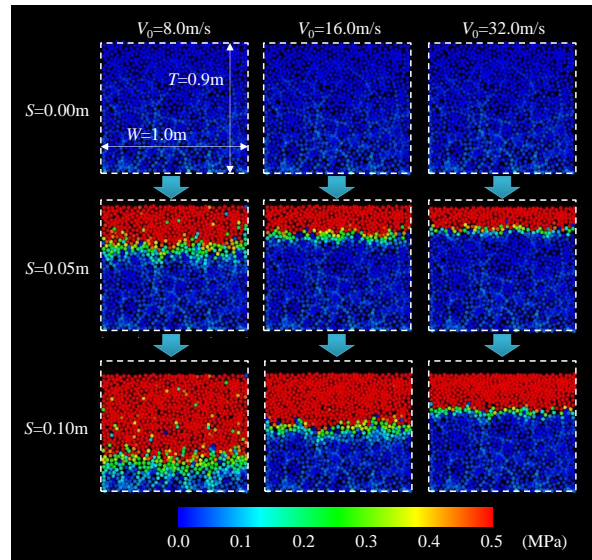 V₀=8.0m/s V₀=16.0m/s V₀=32.0m/s
T=0.9m
S=0.00m
W=1.0m
S=0.05m
S=0.10m
0.0 0.1 0.2 0.3 0.4 0.5 (MPa)